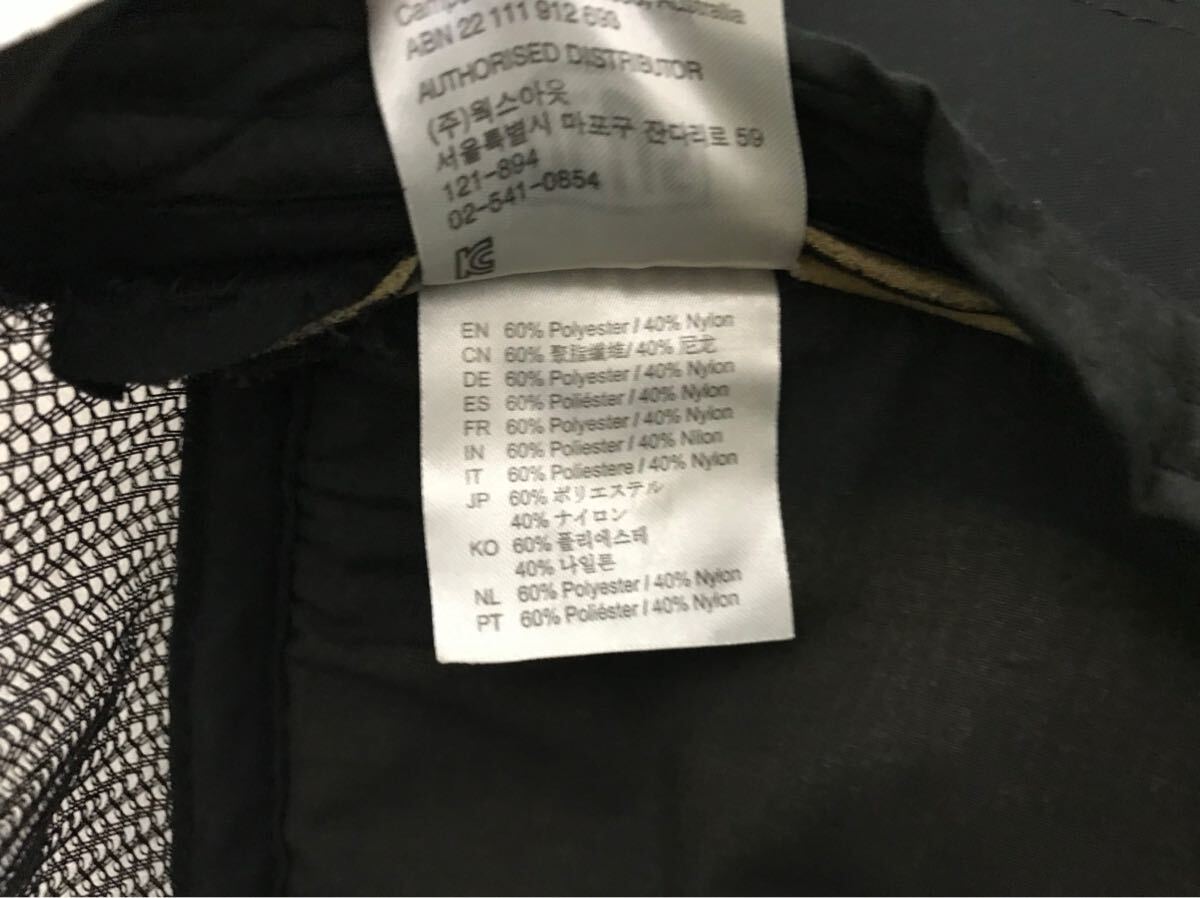 Australia
ABN 22 111 912 693
AUTHORISED DISTRIBUTOR
(주)웍스아웃
서울특별시 마포구 잔다리로 59
121-894
02-541-0854
KC
EN 60% Polyester / 40% Nylon
CN 60% 聚脂纤维/ 40% 尼龙
DE 60% Polyester / 40% Nylon
ES 60% Poliéster / 40% Nylon
FR 60% Polyester / 40% Nylon
IN 60% Poliester / 40% Nilon
IT 60% Poliestere / 40% Nylon
JP 60% ポリエステル
40% ナイロン
KO 60% 폴리에스테
40% 나일론
NL 60% Polyester / 40% Nylon
PT 60% Poliéster / 40% Nylon